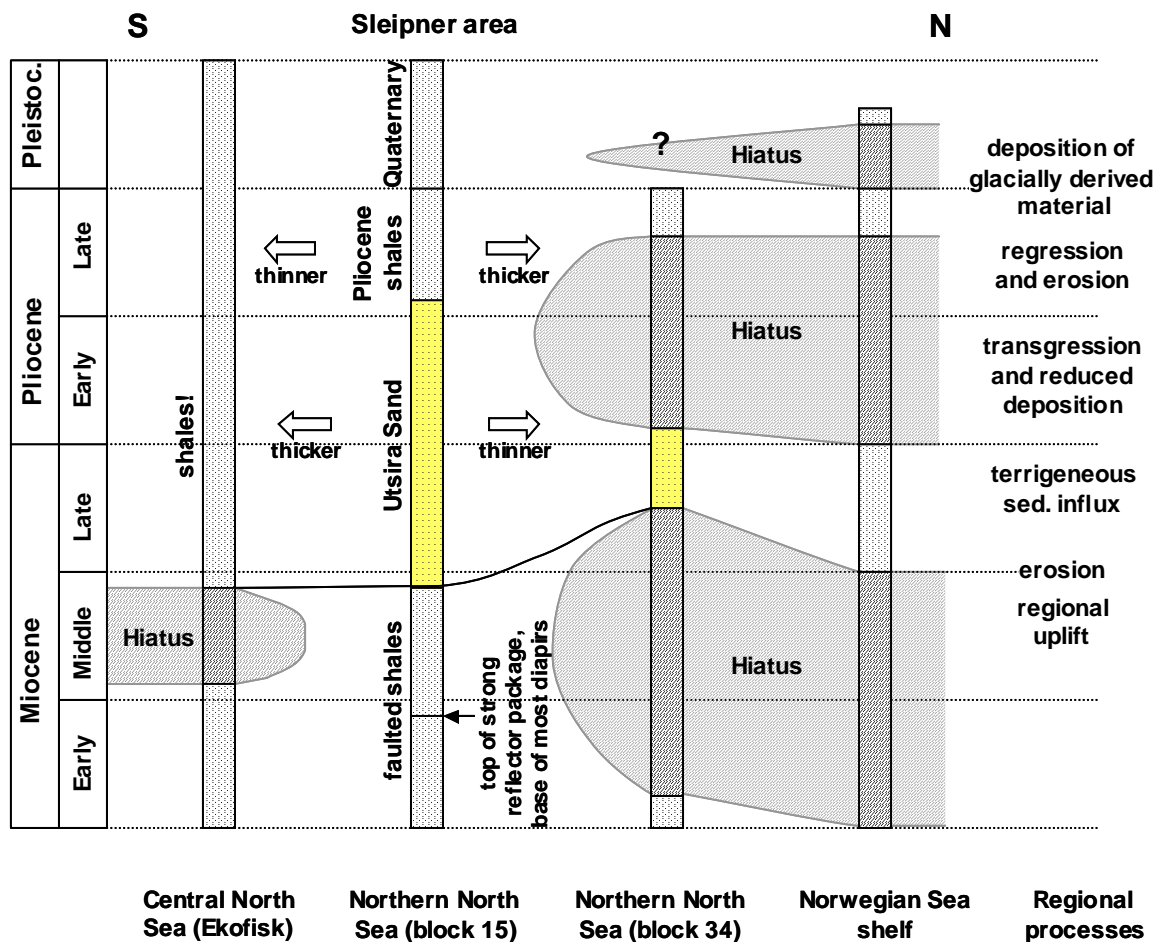 S
Sleipner area
N
Pleistoc.
Pliocene
Miocene
Late
Early
Late
Middle
Early
shales!
Quaternary
Pliocene
shales
Utsira Sand
faulted shales
thinner
thicker
thicker
thinner
top of strong
reflector package,
base of most diapirs
Hiatus
?
Hiatus
Hiatus
Hiatus
deposition of
glacially derived
material
regression
and erosion
transgression
and reduced
deposition
terrigeneous
sed. influx
erosion
regional
uplift
Central North
Sea (Ekofisk)
Northern North
Sea (block 15)
Northern North
Sea (block 34)
Norwegian Sea
shelf
Regional
processes